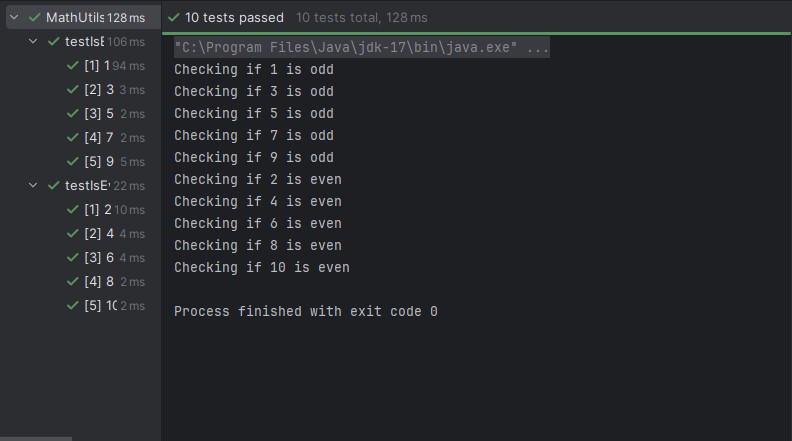 MathUtils 128 ms
testIsE 106 ms
[1] 1 94 ms
[2] 3 3 ms
[3] 5 2 ms
[4] 7 2 ms
[5] 9 5 ms
testIsE 22 ms
[1] 2 10 ms
[2] 4 4 ms
[3] 6 4 ms
[4] 8 2 ms
[5] 10 2 ms
10 tests passed 10 tests total, 128 ms
"C:\Program Files\Java\jdk-17\bin\java.exe" ...
Checking if 1 is odd
Checking if 3 is odd
Checking if 5 is odd
Checking if 7 is odd
Checking if 9 is odd
Checking if 2 is even
Checking if 4 is even
Checking if 6 is even
Checking if 8 is even
Checking if 10 is even
Process finished with exit code 0